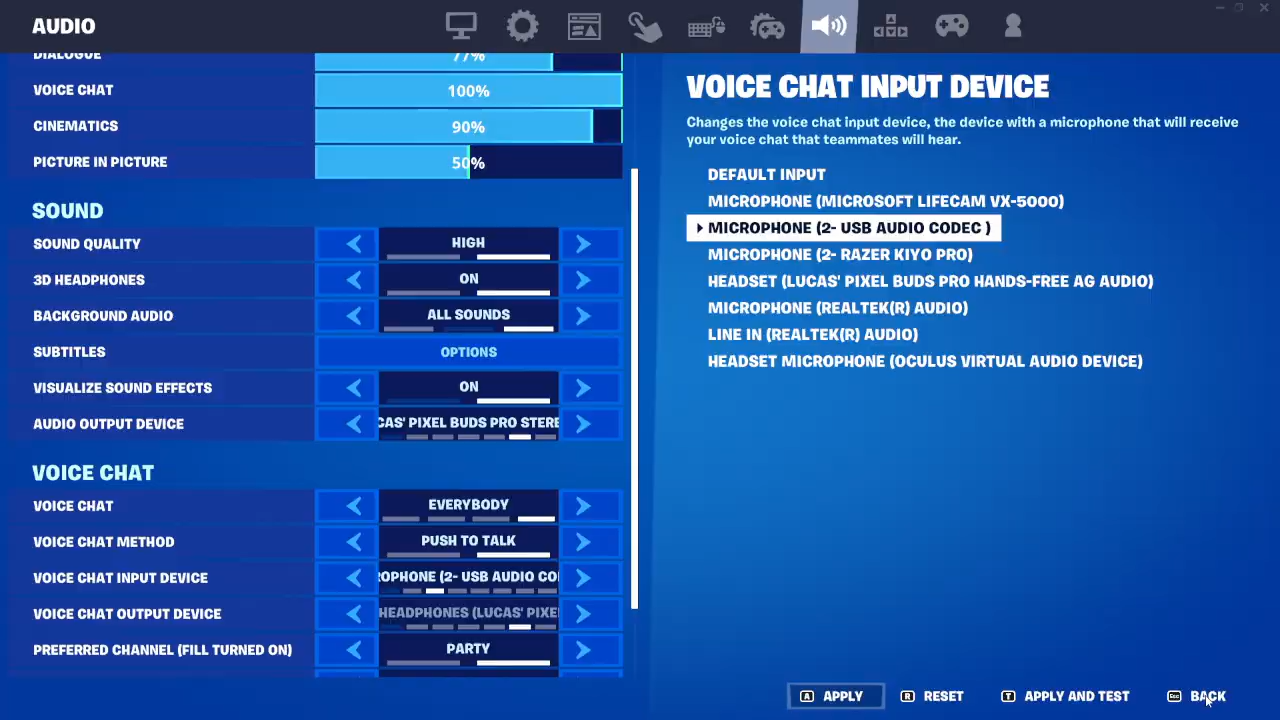 AUDIO
DIALOGUE 77%
VOICE CHAT 100%
CINEMATICS 90%
PICTURE IN PICTURE 50%
SOUND
SOUND QUALITY HIGH
3D HEADPHONES ON
BACKGROUND AUDIO ALL SOUNDS
SUBTITLES OPTIONS
VISUALIZE SOUND EFFECTS ON
AUDIO OUTPUT DEVICE CAS' PIXEL BUDS PRO STERE
VOICE CHAT
VOICE CHAT EVERYBODY
VOICE CHAT METHOD PUSH TO TALK
VOICE CHAT INPUT DEVICE OPHONE (2- USB AUDIO CO
VOICE CHAT OUTPUT DEVICE HEADPHONES (LUCAS' PIXE
PREFERRED CHANNEL (FILL TURNED ON) PARTY
VOICE CHAT INPUT DEVICE
Changes the voice chat input device, the device with a microphone that will receive
your voice chat that teammates will hear.
DEFAULT INPUT
MICROPHONE (MICROSOFT LIFECAM VX-5000)
MICROPHONE (2- USB AUDIO CODEC )
MICROPHONE (2- RAZER KIYO PRO)
HEADSET (LUCAS' PIXEL BUDS PRO HANDS-FREE AG AUDIO)
MICROPHONE (REALTEK(R) AUDIO)
LINE IN (REALTEK(R) AUDIO)
HEADSET MICROPHONE (OCULUS VIRTUAL AUDIO DEVICE)
A APPLY R RESET T APPLY AND TEST Esc BACK